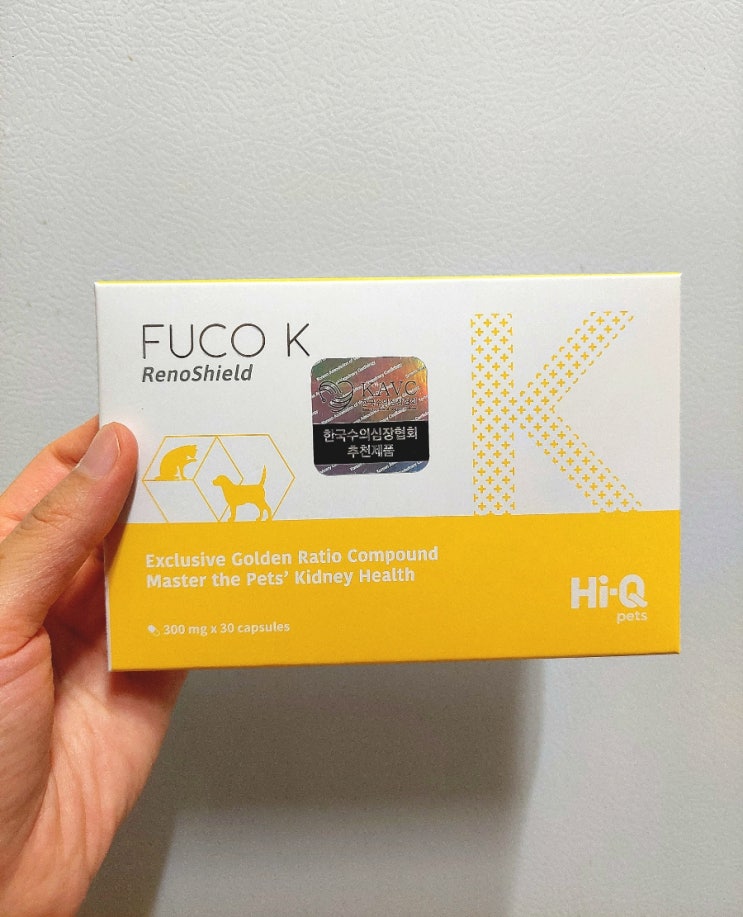 FUCO K
RenoShield
KAVC
한국수의심장협회
추천제품
Exclusive Golden Ratio Compound
Master the Pets' Kidney Health
300 mg x 30 capsules
K
Hi-Q
pets